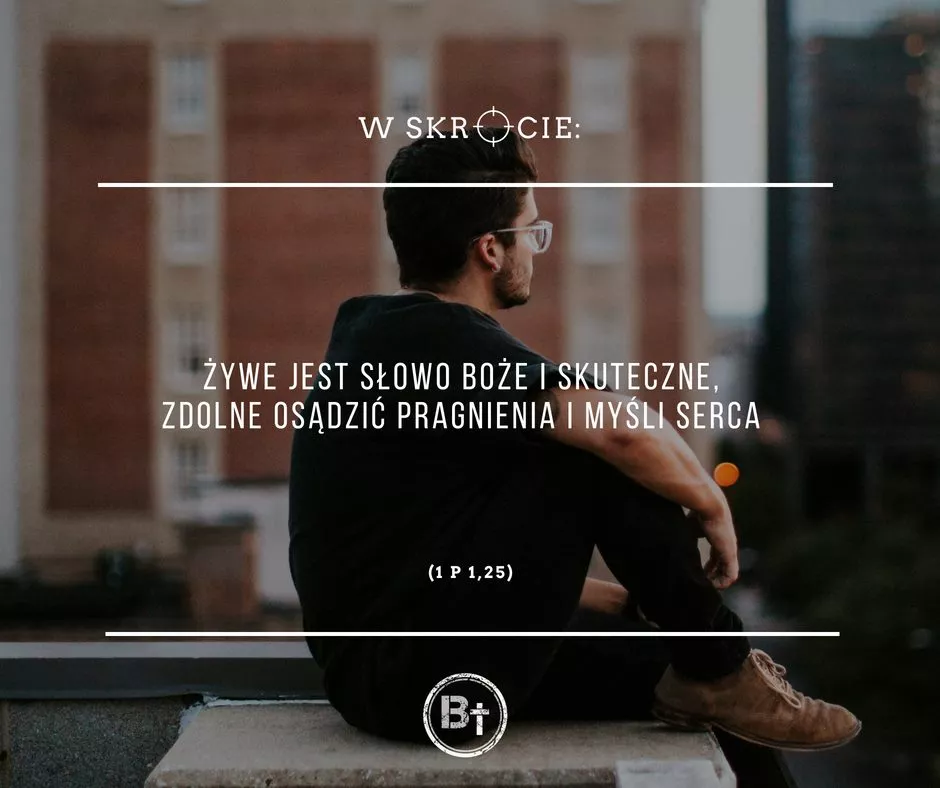 W SKRÓCIE:
ŻYWE JEST SŁOWO BOŻE I SKUTECZNE,
ZDOLNE OSĄDZIĆ PRAGNIENIA I MYŚLI SERCA
(1 P 1,25)
B†